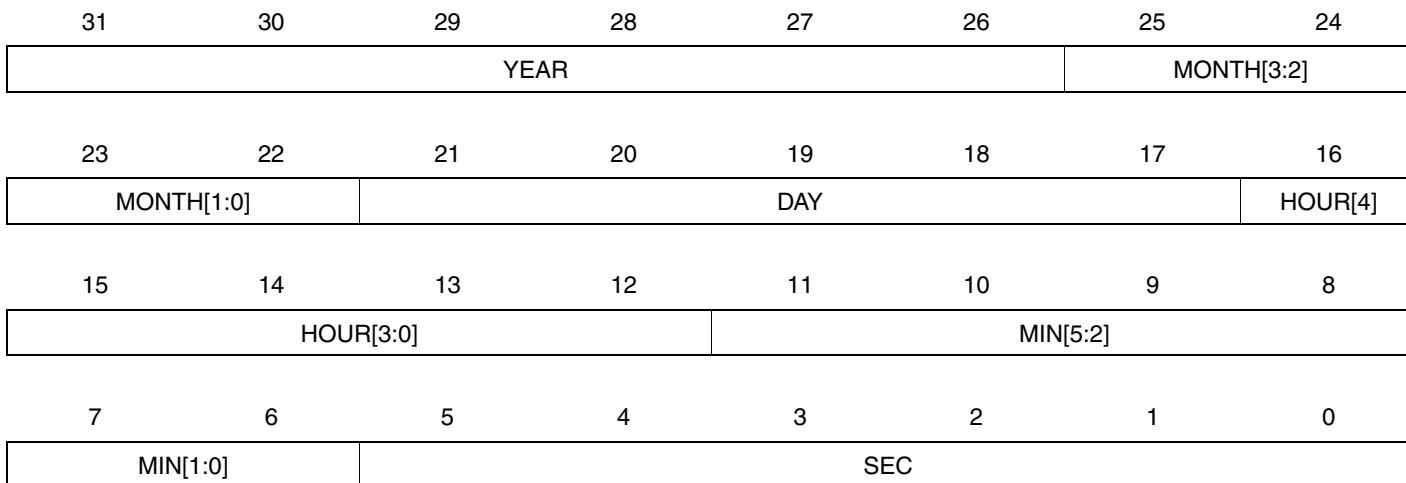 31 30 29 28 27 26 25 24
YEAR MONTH[3:2]
23 22 21 20 19 18 17 16
MONTH[1:0] DAY HOUR[4]
15 14 13 12 11 10 9 8
HOUR[3:0] MIN[5:2]
7 6 5 4 3 2 1 0
MIN[1:0] SEC